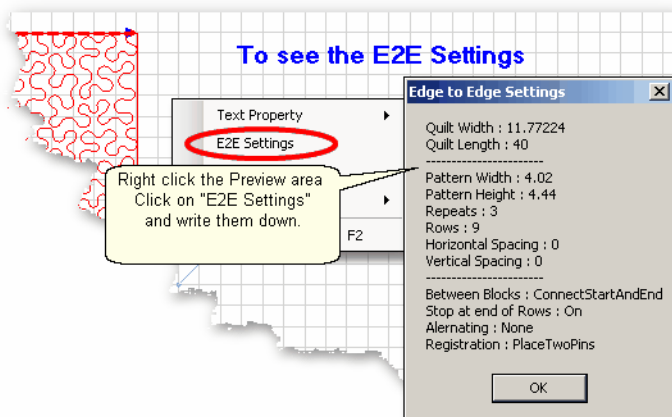 To see the E2E Settings
Text Property
E2E Settings
Right click the Preview area
Click on "E2E Settings"
and write them down.
F2
Edge to Edge Settings
Quilt Width : 11.77224
Quilt Length : 40
-----------------------
Pattern Width : 4.02
Pattern Height : 4.44
Repeats : 3
Rows : 9
Horizontal Spacing : 0
Vertical Spacing : 0
-----------------------
Between Blocks : ConnectStartAndEnd
Stop at end of Rows : On
Alernating : None
Registration : PlaceTwoPins
OK